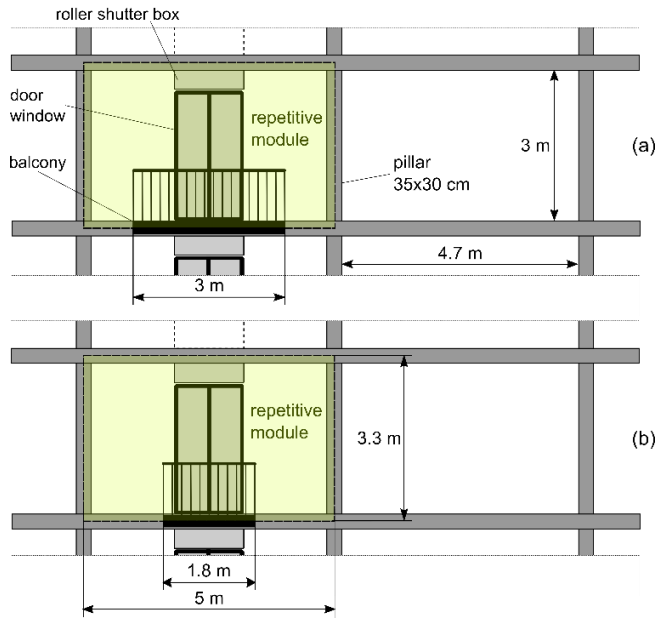 roller shutter box
door
window
balcony
repetitive
module
pillar
35x30 cm
3 m
(a)
4.7 m
3 m
repetitive
module
3.3 m
(b)
1.8 m
5 m